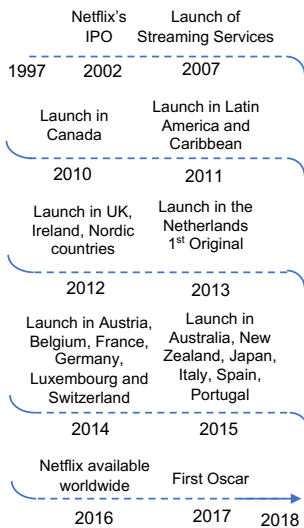 Netflix's
IPO
Launch of
Streaming Services
1997
2002
2007
Launch in
Canada
Launch in Latin
America and
Caribbean
2010
2011
Launch in UK,
Ireland, Nordic
countries
Launch in the
Netherlands
1st Original
2012
2013
Launch in Austria,
Belgium, France,
Germany,
Luxembourg and
Switzerland
Launch in
Australia, New
Zealand, Japan,
Italy, Spain,
Portugal
2014
2015
Netflix available
worldwide
First Oscar
2016
2017
2018